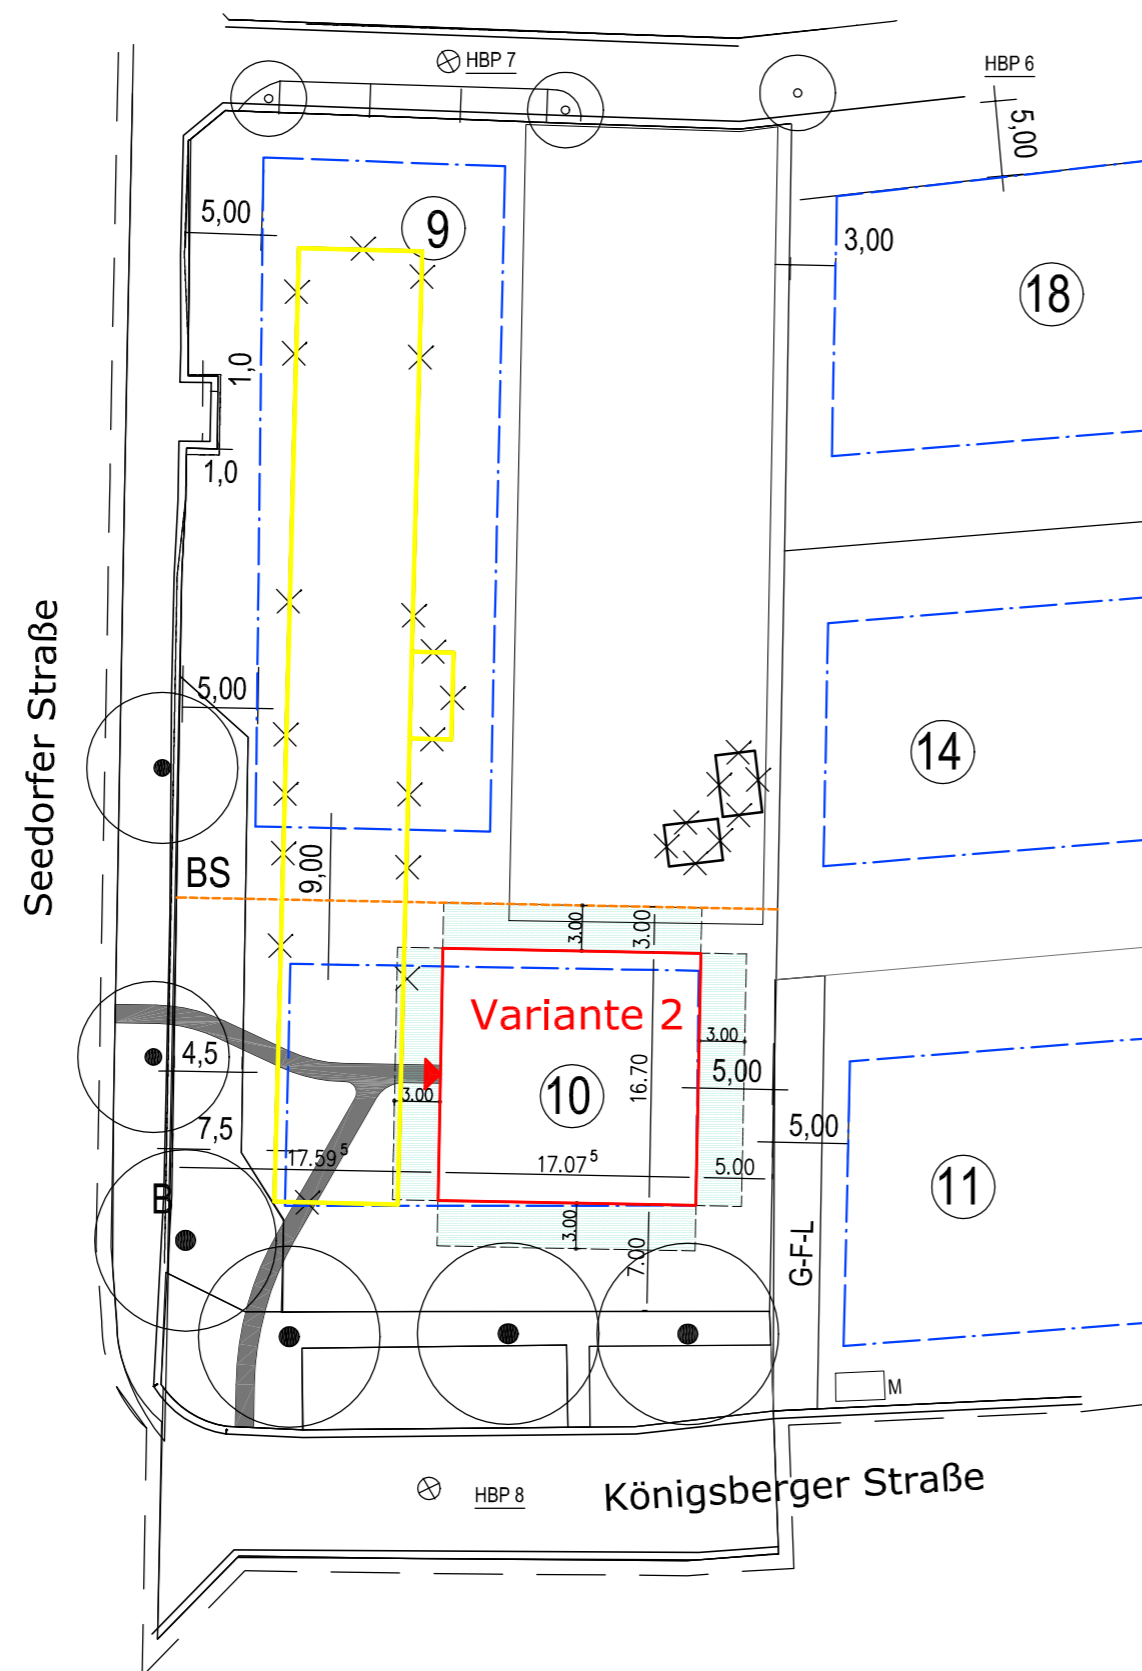 HBP 7
HBP 6
5,00
5,00
9
3,00
18
1,0
1,0
Seedorfer Straße
5,00
14
BS
9,00
3.00
3.00
Variante 2
3.00
4,5
16.70
5,00
3.00
10
7,5
5,00
17.59⁵
17.07⁵
5.00
11
B
3.00
7.00
G-F-L
M
HBP 8
Königsberger Straße